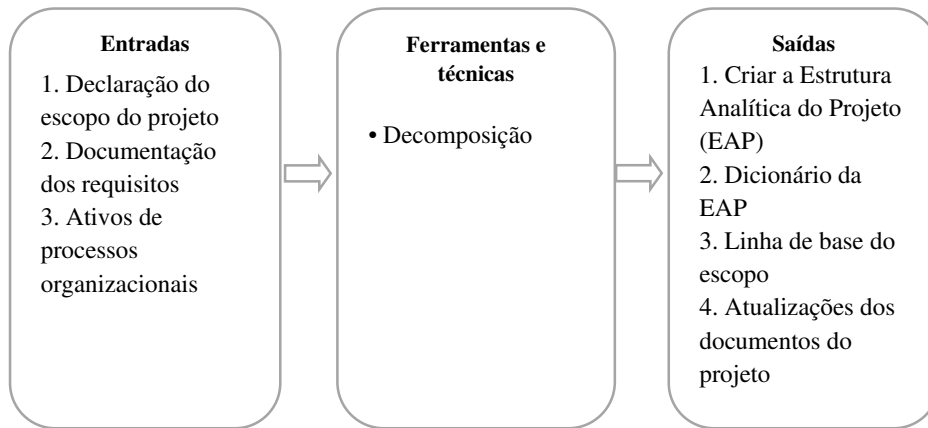 Entradas
1. Declaração do
escopo do projeto
2. Documentação
dos requisitos
3. Ativos de
processos
organizacionais
Ferramentas e
técnicas
• Decomposição
Saídas
1. Criar a Estrutura
Analítica do Projeto
(EAP)
2. Dicionário da
EAP
3. Linha de base do
escopo
4. Atualizações dos
documentos do
projeto